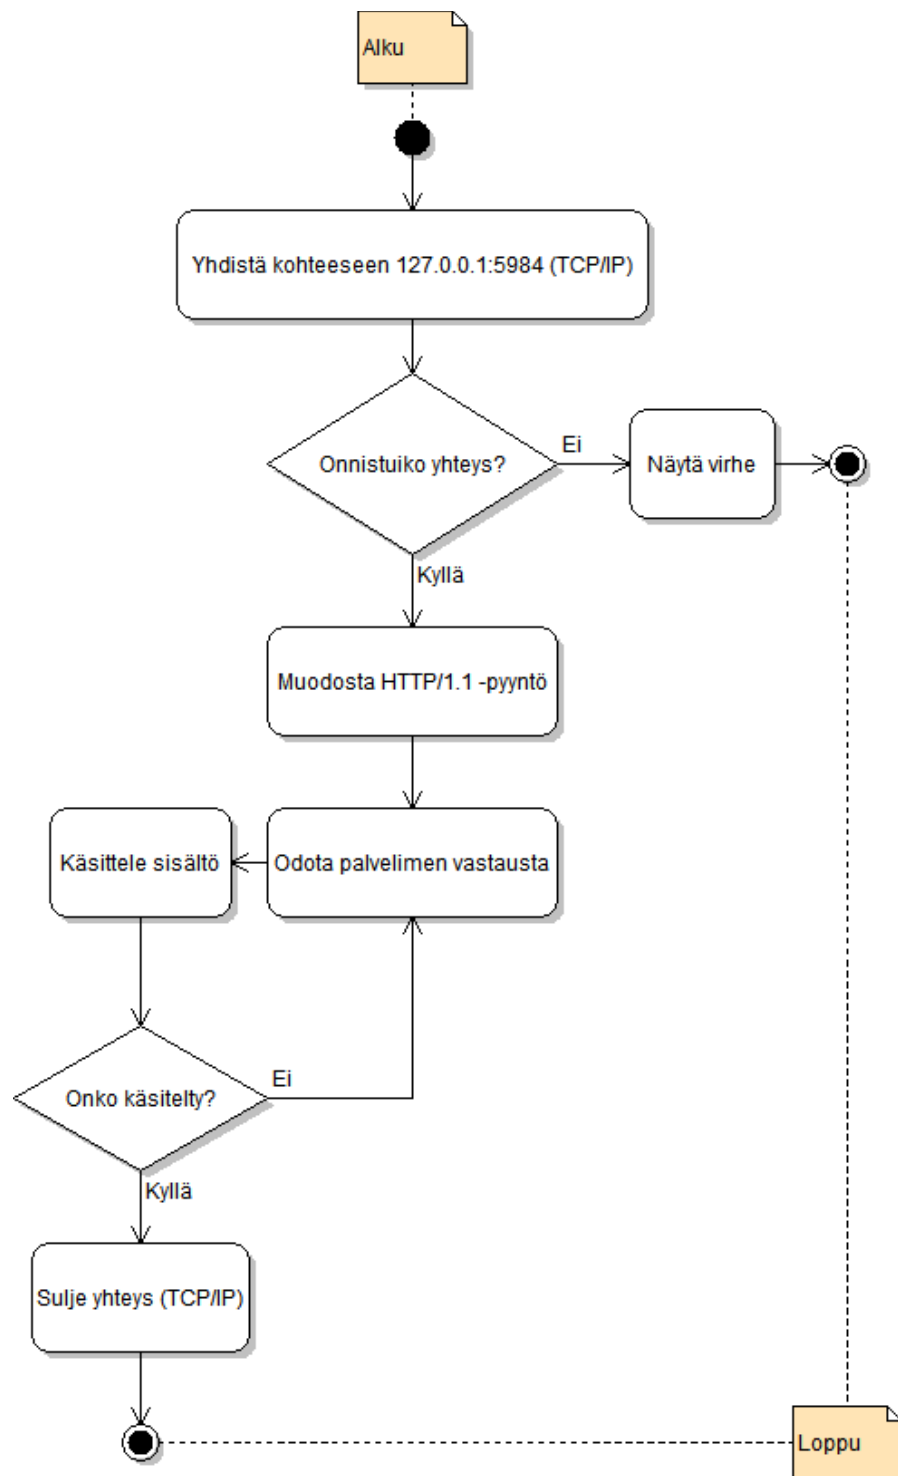 Alku
Yhdistä kohteeseen 127.0.0.1:5984 (TCP/IP)
Onnistuiko yhteys?
Ei
Näytä virhe
Kyllä
Muodosta HTTP/1.1 -pyyntö
Käsittele sisältö
Odota palvelimen vastausta
Onko käsitelty?
Ei
Kyllä
Sulje yhteys (TCP/IP)
Loppu